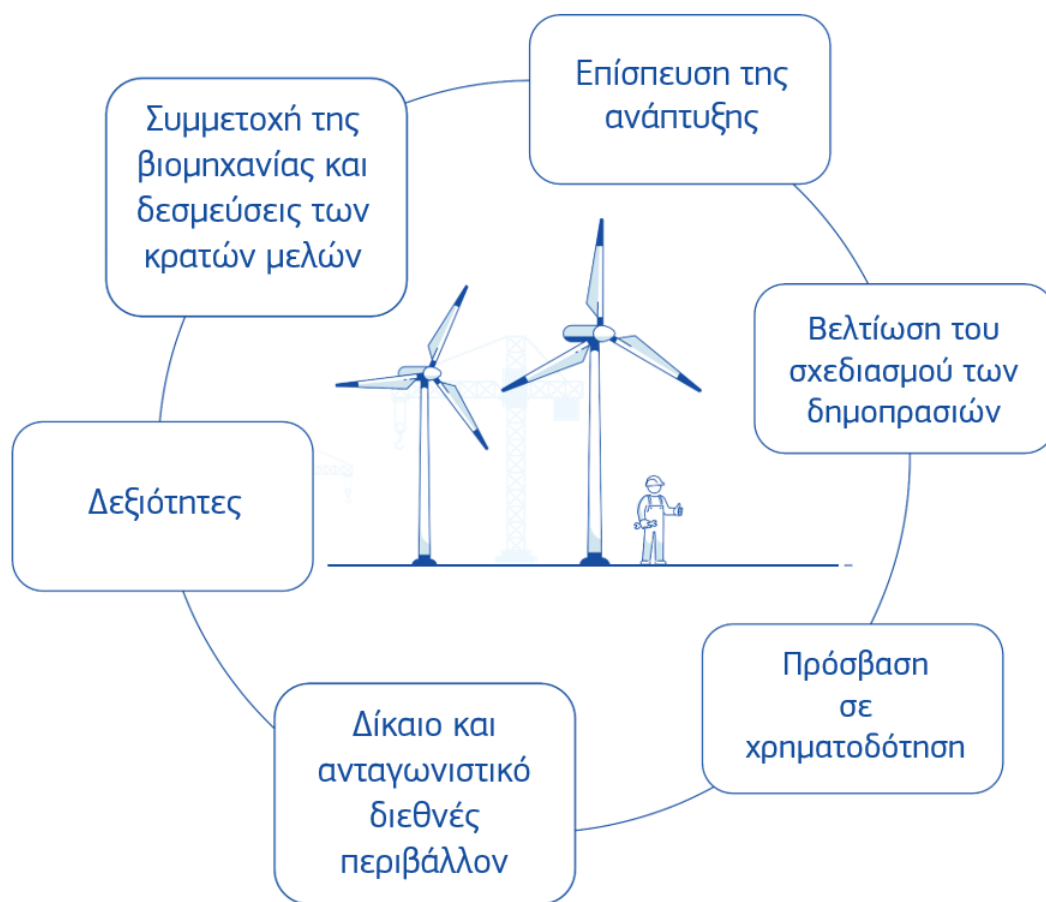 Επίσπευση της
ανάπτυξης
Συμμετοχή της
βιομηχανίας και
δεσμεύσεις των
κρατών μελών
Βελτίωση του
σχεδιασμού των
δημοπρασιών
Δεξιότητες
Πρόσβαση
σε
χρηματοδότηση
Δίκαιο και
ανταγωνιστικό
διεθνές
περιβάλλον